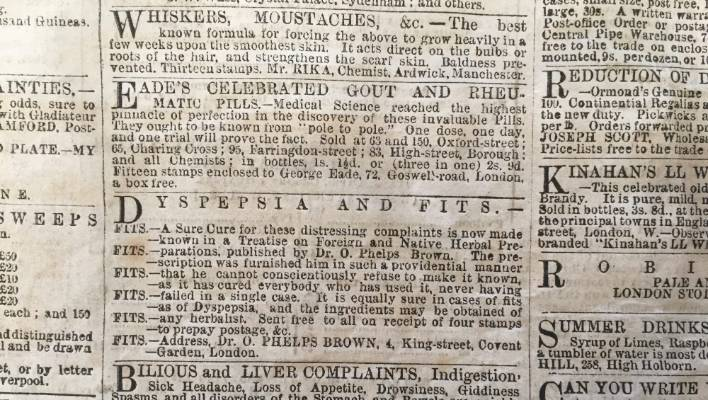 and Guineas.
AINTIES,—
g odds, sure to
with Gladiateur
AMFORD, Post-
D PLATE.—MY
N E.
SWEEPS
n.
£50
£20
£10
£20
£20
each; and 150
ad distinguished
l and be drawn
et, or by letter
verpool.
Crystal Palace, Sydenham; and others.
WHISKERS, MOUSTACHES, &c.—The best
known formula for forcing the above to grow heavily in a
few weeks upon the smoothest skin. It acts direct on the bulbs or
roots of the hair, and strengthens the scarf skin. Baldness pre-
vented. Thirteen stamps. Mr. RIKA, Chemist, Ardwick, Manchester.
EADE'S CELEBRATED GOUT AND RHEU-
MATIC PILLS.—Medical Science reached the highest
pinnacle of perfection in the discovery of these invaluable Pills.
They ought to be known from "pole to pole." One dose, one day,
and one trial will prove the fact. Sold at 63 and 150, Oxford-street;
65, Charing Cross; 95, Farringdon-street; 83, High-street, Borough;
and all Chemists; in bottles, 1s. 1½d. or (three in one) 2s. 9d.
Fifteen stamps enclosed to George Eade, 72, Goswell-road, London,
a box free.
DYSPEPSIA AND FITS.—
FITS.—A Sure Cure for these distressing complaints is now made
—known in a Treatise on Foreign and Native Herbal Pre-
FITS.—parations, published by Dr. O. Phelps Brown. The pre-
—scription was furnished him in such a providential manner
FITS.—that he cannot conscientiously refuse to make it known,
—as it has cured everybody who has used it, never having
FITS.—failed in a single case. It is equally sure in cases of fits
—as of Dyspepsia, and the ingredients may be obtained of
FITS.—any herbalist. Sent free to all on receipt of four stamps
—to prepay postage, &c.
FITS.—Address, Dr. O. PHELPS BROWN, 4, King-street, Covent
—Garden, London.
BILIOUS and LIVER COMPLAINTS, Indigestion,
Sick Headache, Loss of Appetite, Drowsiness, Giddiness
Spasms, and all disorders of the Stomach and
cases, small size, post free,
large, 30s. A written warra
Post-office Order or posta
Central Pipe Warehouse, 7
free to the trade on enclos
mounted, 9s. per dozen, or 10
REDUCTION OF D
—Ormond's Genuine
100. Continental Regalias a
the new duty. Pickwicks a
per lb. Orders forwarded pr
JOSEPH SCOTT, Wholesal
Price-lists free to the trade
KINAHAN'S LL W
—This celebrated old
Brandy. It is pure, mild, m
Sold in bottles, 3s. 8d., at the
the principal towns in Engla
street, London, W.—Observ
branded "Kinahan's LL W
R O B I
PALE AN
LONDON STO
SUMMER DRINKS
Syrup of Limes, Raspbe
a tumbler of water is most de
HILL, 258, High Holborn.
CAN YOU WRITE